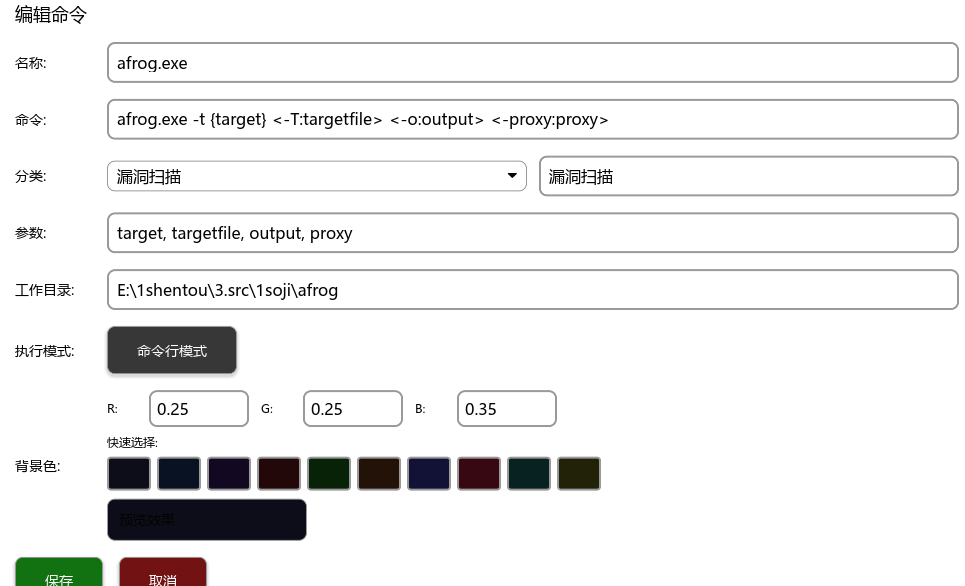 编辑命令
名称: afrog.exe
命令: afrog.exe -t {target} <-T:targetfile> <-o:output> <-proxy:proxy>
分类: 漏洞扫描 漏洞扫描
参数: target, targetfile, output, proxy
工作目录: E:\1shentou\3.src\1soji\afrog
执行模式: 命令行模式
R: 0.25 G: 0.25 B: 0.35
快速选择:
背景色:
预览效果
保存 取消